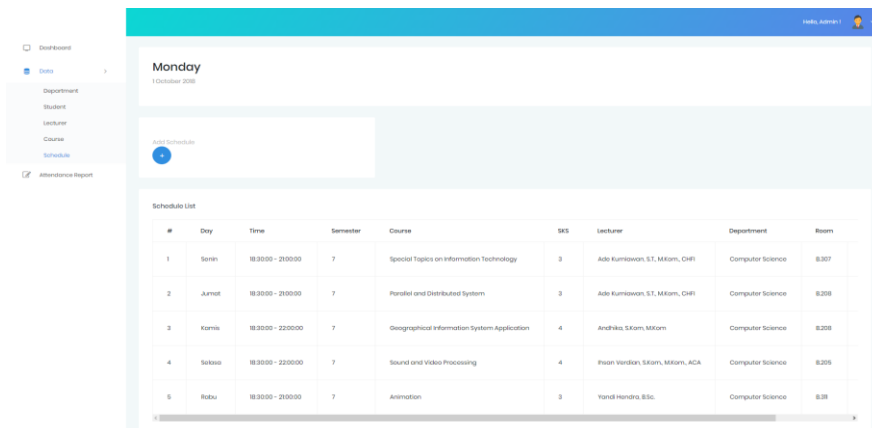 Hello, Admin !
Dashboard
Data
Department
Student
Lecturer
Course
Schedule
Attendance Report
Monday
1 October 2018
Add Schedule
+
Schedule List
# Day Time Semester Course SKS Lecturer Department Room
1 Senin 18:30:00 - 21:00:00 7 Special Topics on Information Technology 3 Ade Kurniawan, S.T., M.Kom., CHFI Computer Science B.307
2 Jumat 18:30:00 - 21:00:00 7 Parallel and Distributed System 3 Ade Kurniawan, S.T., M.Kom., CHFI Computer Science B.208
3 Kamis 18:30:00 - 22:00:00 7 Geographical Information System Application 4 Andhika, S.Kom, M.Kom Computer Science B.208
4 Selasa 18:30:00 - 22:00:00 7 Sound and Video Processing 4 Ihsan Verdian, S.Kom., M.Kom., ACA Computer Science B.205
5 Rabu 18:30:00 - 21:00:00 7 Animation 3 Yandi Hendra, B.Sc. Computer Science B.311